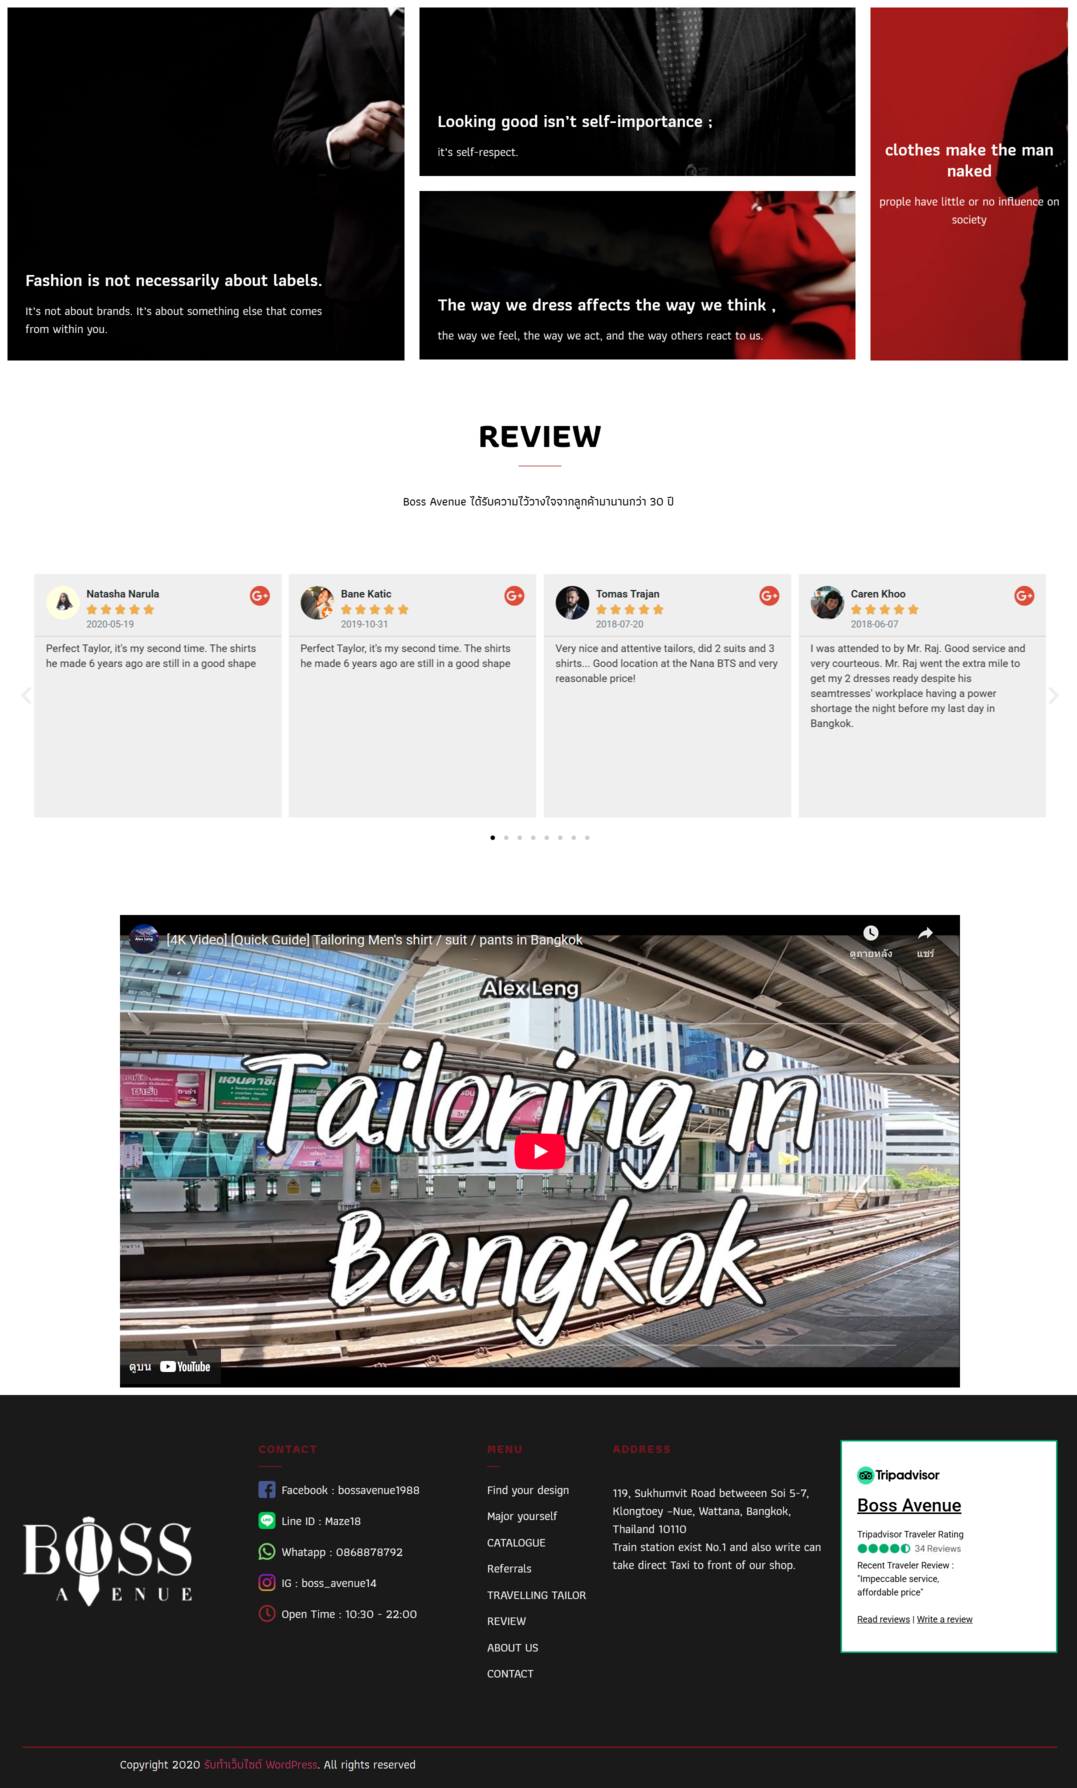 Fashion is not necessarily about labels.
It's not about brands. It's about something else that comes
from within you.
Looking good isn't self-importance ;
it's self-respect.
The way we dress affects the way we think ,
the way we feel, the way we act, and the way others react to us.
clothes make the man
naked
prople have little or no influence on
society
REVIEW
Boss Avenue ได้รับความไว้วางใจจากลูกค้ามานานกว่า 30 ปี
Natasha Narula
2020-05-19
Perfect Taylor, it's my second time. The shirts
he made 6 years ago are still in a good shape
Bane Katic
2019-10-31
Perfect Taylor, it's my second time. The shirts
he made 6 years ago are still in a good shape
Tomas Trajan
2018-07-20
Very nice and attentive tailors, did 2 suits and 3
shirts... Good location at the Nana BTS and very
reasonable price!
Caren Khoo
2018-06-07
I was attended to by Mr. Raj. Good service and
very courteous. Mr. Raj went the extra mile to
get my 2 dresses ready despite his
seamtresses' workplace having a power
shortage the night before my last day in
Bangkok.
[4K Video] [Quick Guide] Tailoring Men's shirt / suit / pants in Bangkok
ดูภายหลัง
แชร์
Alex Leng
Tailoring in
Bangkok
ดูบน YouTube
BOSS
AVENUE
CONTACT
Facebook : bossavenue1988
Line ID : Maze18
Whatapp : 0868878792
IG : boss_avenue14
Open Time : 10:30 - 22:00
MENU
Find your design
Major yourself
CATALOGUE
Referrals
TRAVELLING TAILOR
REVIEW
ABOUT US
CONTACT
ADDRESS
119, Sukhumvit Road betweeen Soi 5-7,
Klongtoey -Nue, Wattana, Bangkok,
Thailand 10110
Train station exist No.1 and also write can
take direct Taxi to front of our shop.
Tripadvisor
Boss Avenue
Tripadvisor Traveler Rating
34 Reviews
Recent Traveler Review :
"Impeccable service,
affordable price"
Read reviews | Write a review
Copyright 2020 รับทำเว็บไซต์ WordPress. All rights reserved